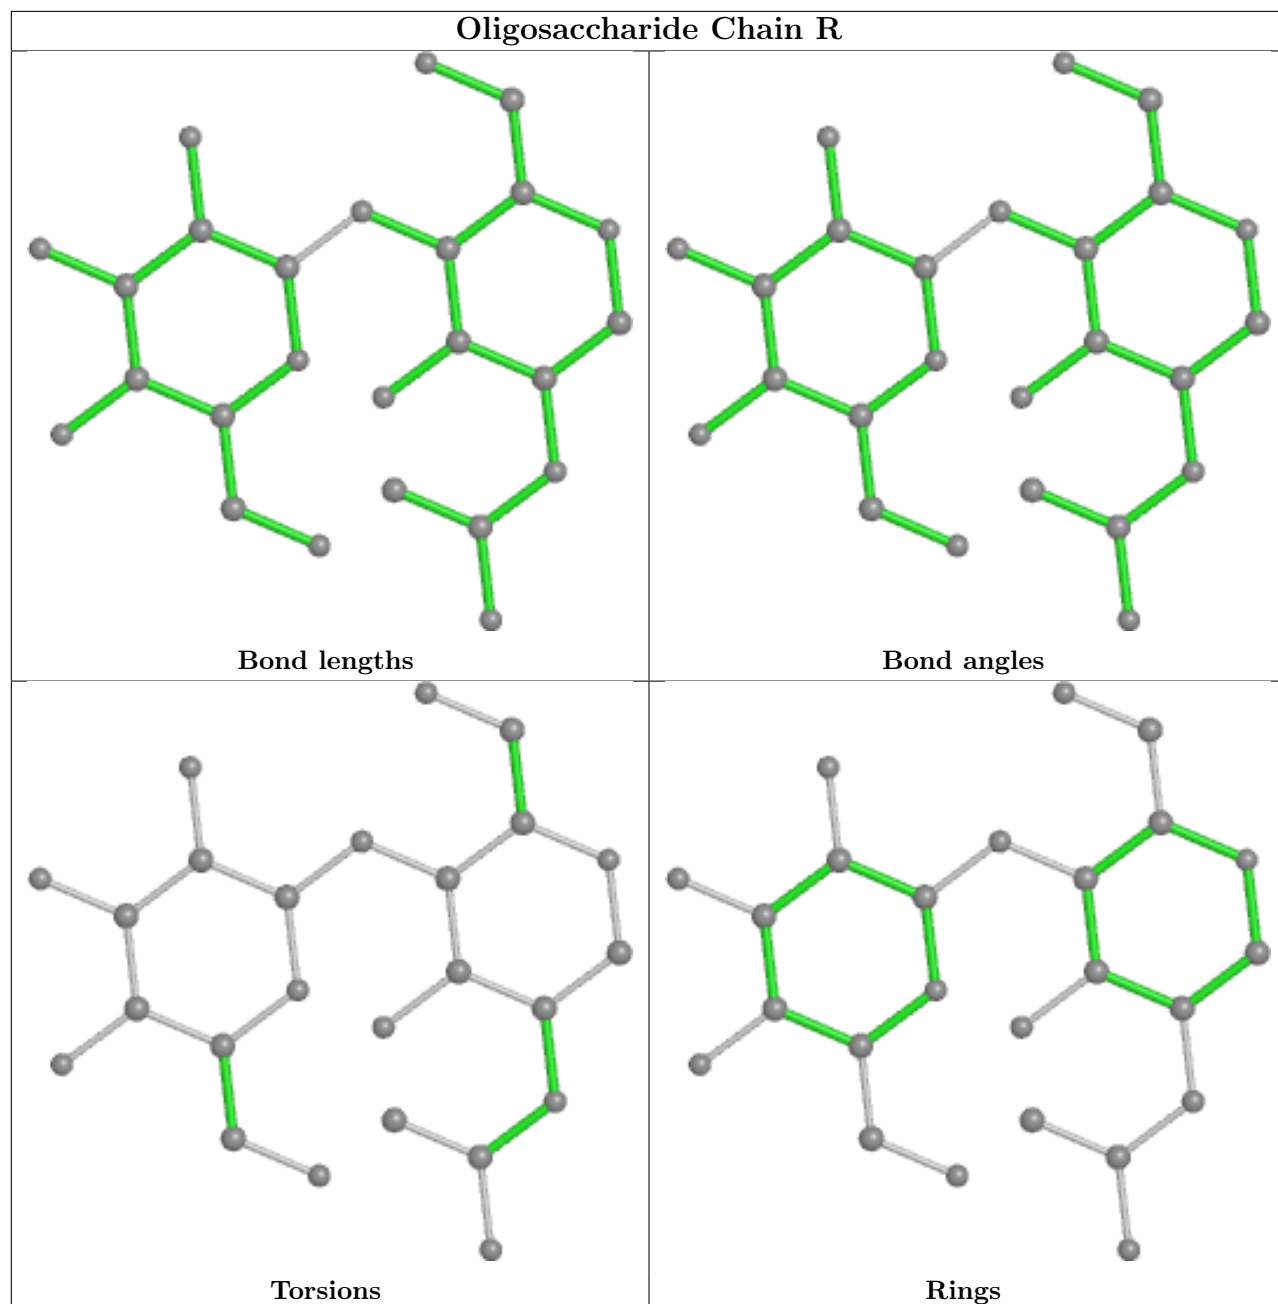 Oligosaccharide Chain R
Bond lengths
Bond angles
Torsions
Rings